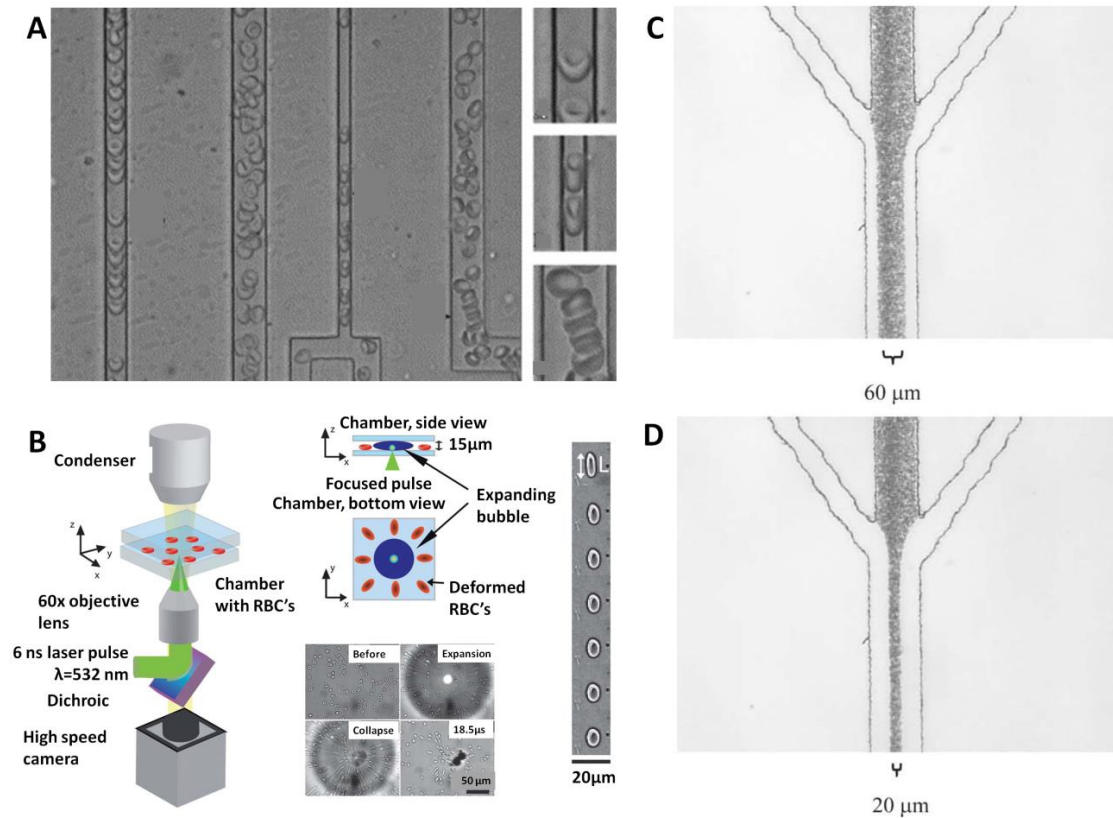 A
B
Condenser
60x objective
lens
Chamber
with RBC's
6 ns laser pulse
λ=532 nm
Dichroic
High speed
camera
z
y
x
Chamber, side view
z
x
15μm
Focused pulse
Chamber, bottom view
Expanding
bubble
y
x
Deformed
RBC's
Before
Expansion
Collapse
18.5μs
50 μm
L
20μm
C
60 μm
D
20 μm